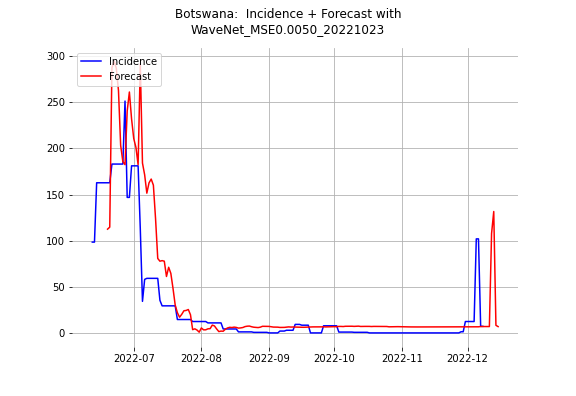 Botswana:  Incidence + Forecast with
WaveNet_MSE0.0050_20221023
Incidence
Forecast
300
250
200
150
100
50
0
2022-07 2022-08 2022-09 2022-10 2022-11 2022-12